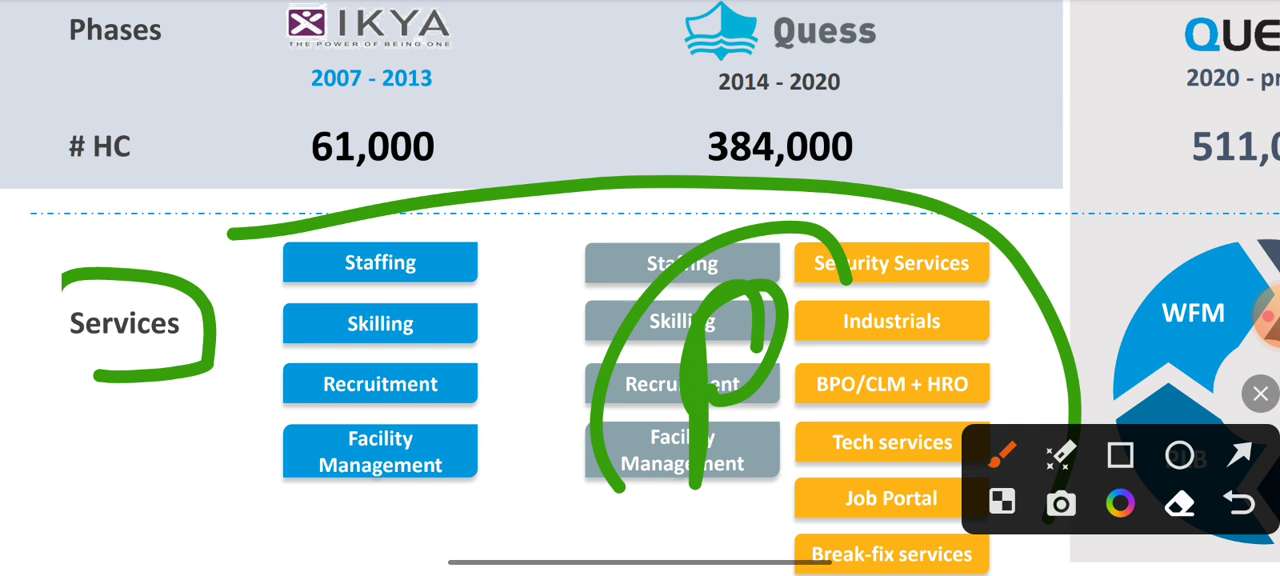 Phases
IKYA
THE POWER OF BEING ONE
2007 - 2013
Quess
2014 - 2020
QUE
2020 - pr
# HC
61,000
384,000
511,0
Services
Staffing
Skilling
Recruitment
Facility
Management
Staffing
Skilling
Recruitment
Facility
Management
Security Services
Industrials
BPO/CLM + HRO
Tech services
Job Portal
Break-fix services
WFM